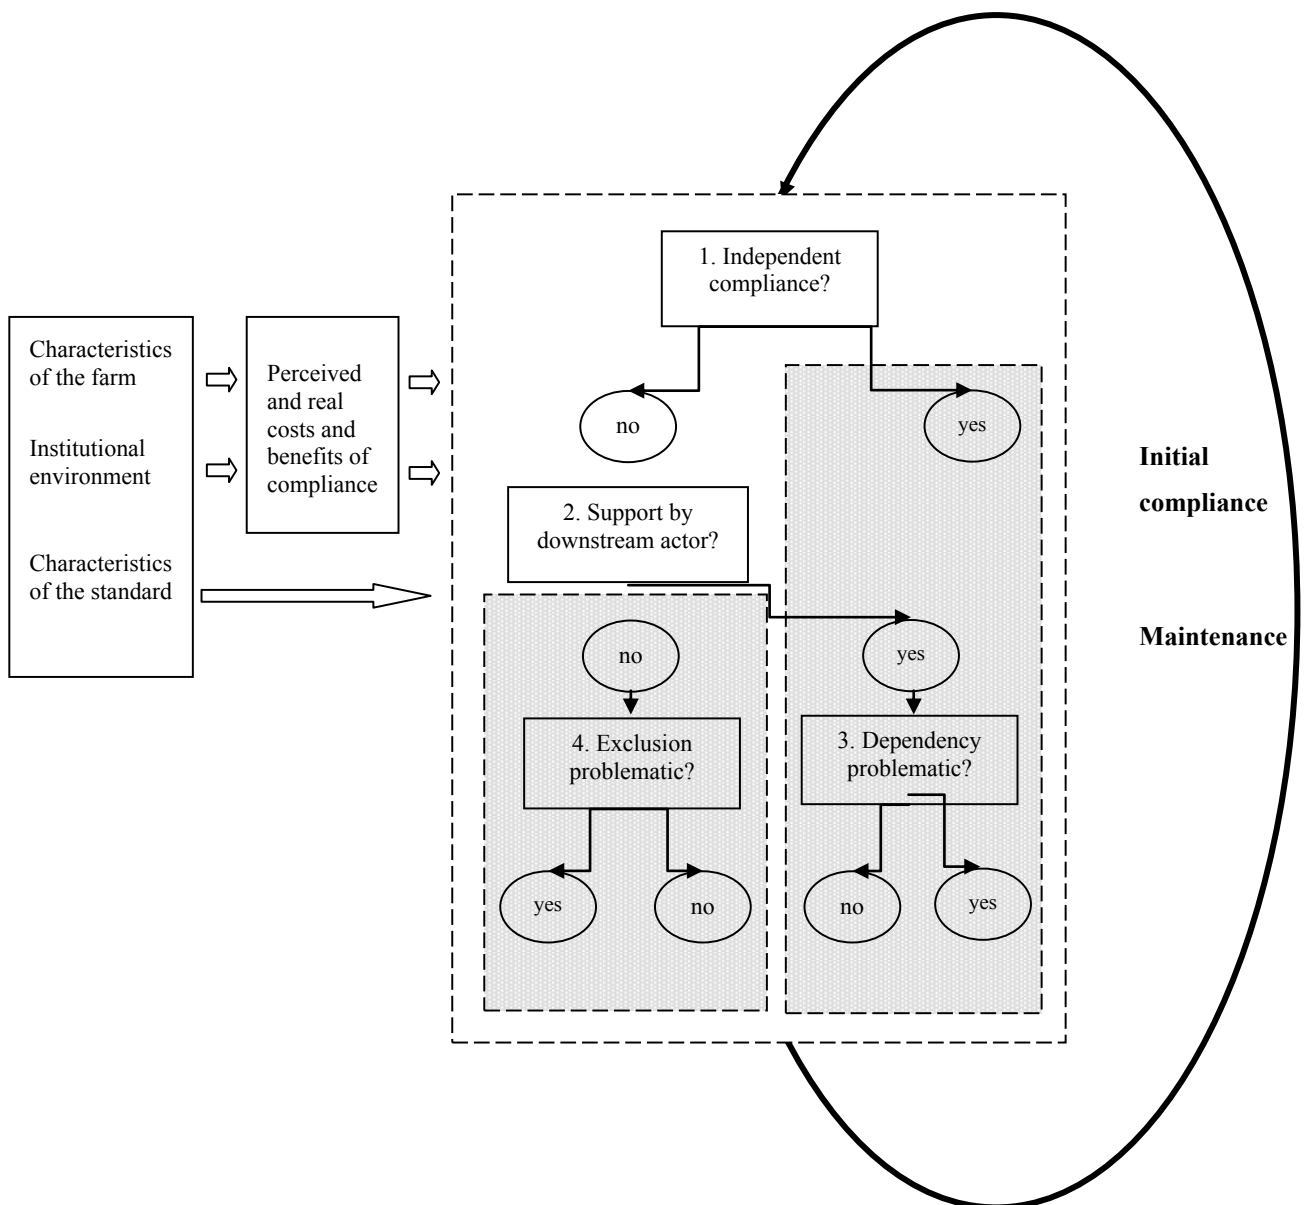 Characteristics
of the farm
Institutional
environment
Characteristics
of the standard
Perceived
and real
costs and
benefits of
compliance
1. Independent
compliance?
no
yes
2. Support by
downstream actor?
no
yes
4. Exclusion
problematic?
3. Dependency
problematic?
yes
no
no
yes
Initial
compliance
Maintenance